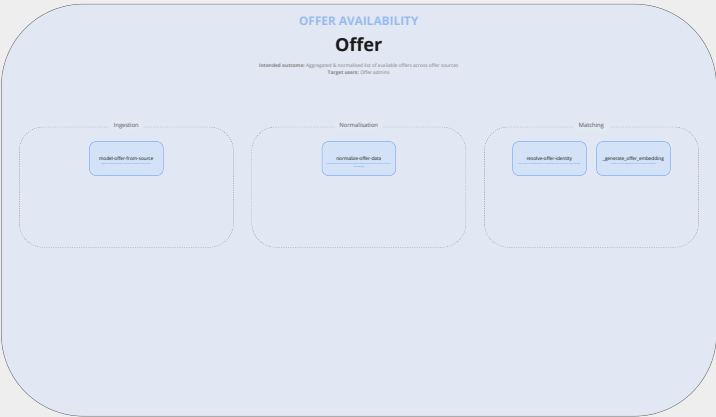 OFFER AVAILABILITY
Offer
Intended outcome: Aggregated & normalised list of available offers across offer sources
Target users: Offer admins
Ingestion
Normalisation
Matching
model-offer-from-source
normalize-offer-data
resolve-offer-identity
_generate_offer_embedding